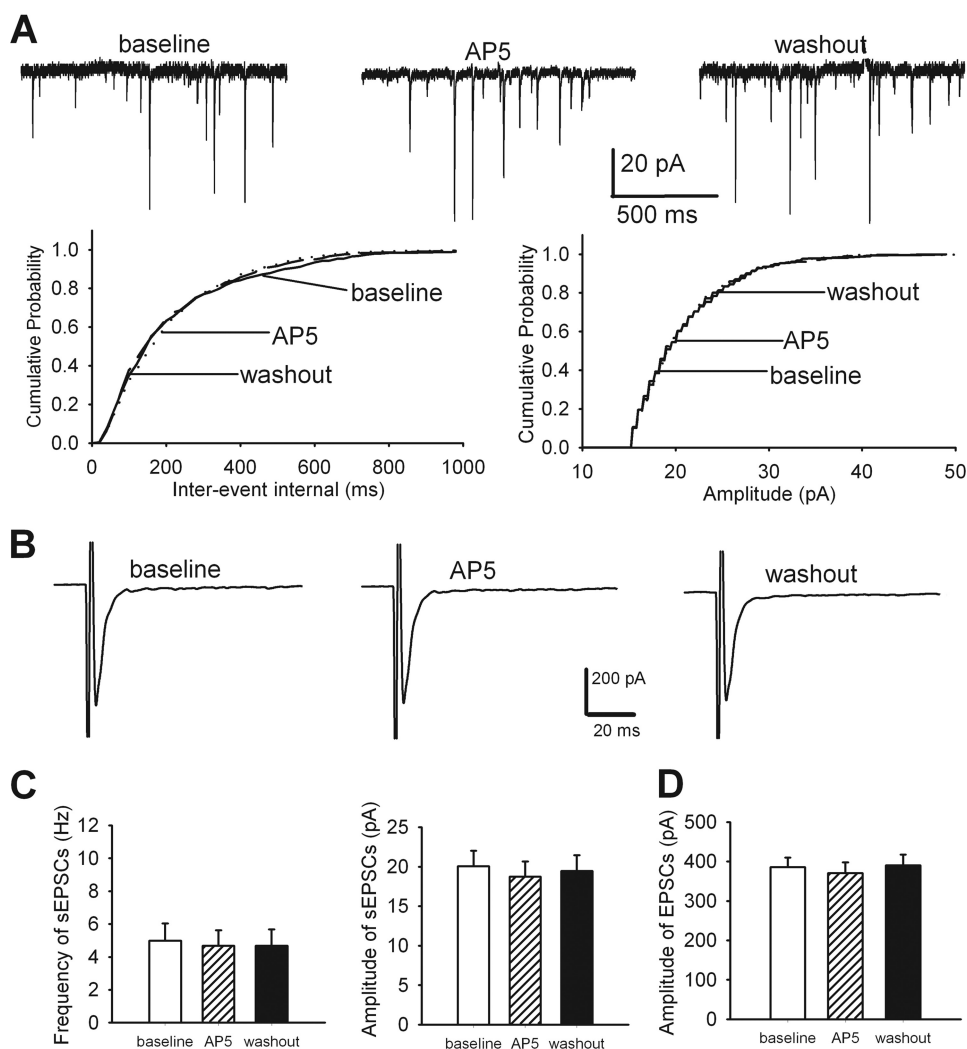 A
baseline
AP5
washout
20 pA
500 ms
Cumulative Probability
1.0
0.8
0.6
0.4
0.2
0.0
baseline
AP5
washout
0 200 400 600 800 1000
Inter-event internal (ms)
Cumulative Probability
1.0
0.8
0.6
0.4
0.2
0.0
washout
AP5
baseline
10 20 30 40 50
Amplitude (pA)
B
baseline
AP5
washout
200 pA
20 ms
C
Frequency of sEPSCs (Hz)
12
10
8
6
4
2
0
baseline AP5 washout
Amplitude of sEPSCs (pA)
25
20
15
10
5
0
baseline AP5 washout
D
Amplitude of EPSCs (pA)
500
400
300
200
100
0
baseline AP5 washout